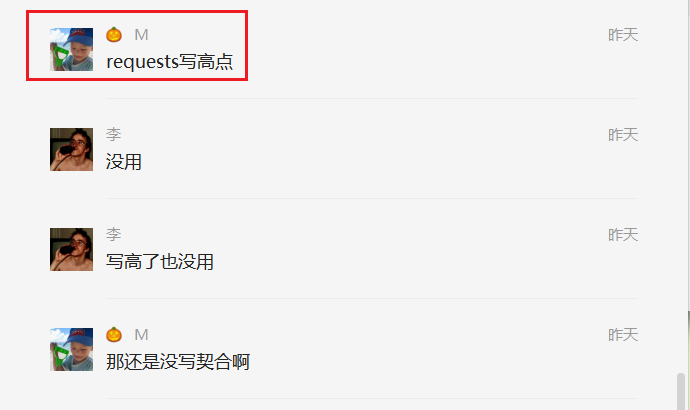 🎃 M 昨天
requests写高点
李 昨天
没用
李 昨天
写高了也没用
🎃 M 昨天
那还是没写契合啊